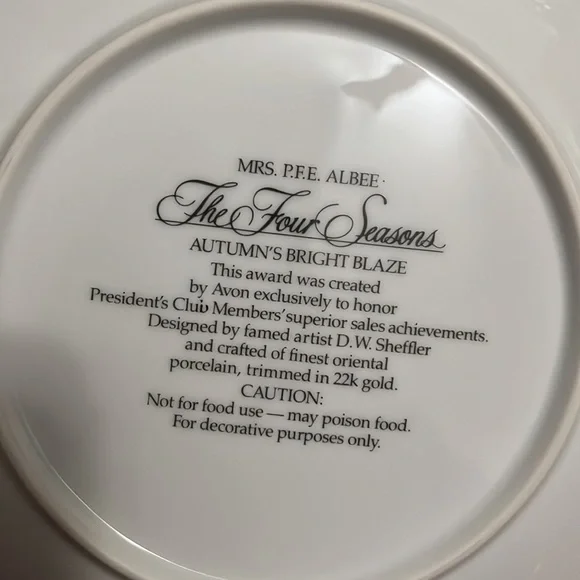 MRS. P.F.E. ALBEE
The Four Seasons
AUTUMN'S BRIGHT BLAZE
This award was created
by Avon exclusively to honor
President's Club Members' superior sales achievements.
Designed by famed artist D.W. Sheffler
and crafted of finest oriental
porcelain, trimmed in 22k gold.
CAUTION:
Not for food use — may poison food.
For decorative purposes only.